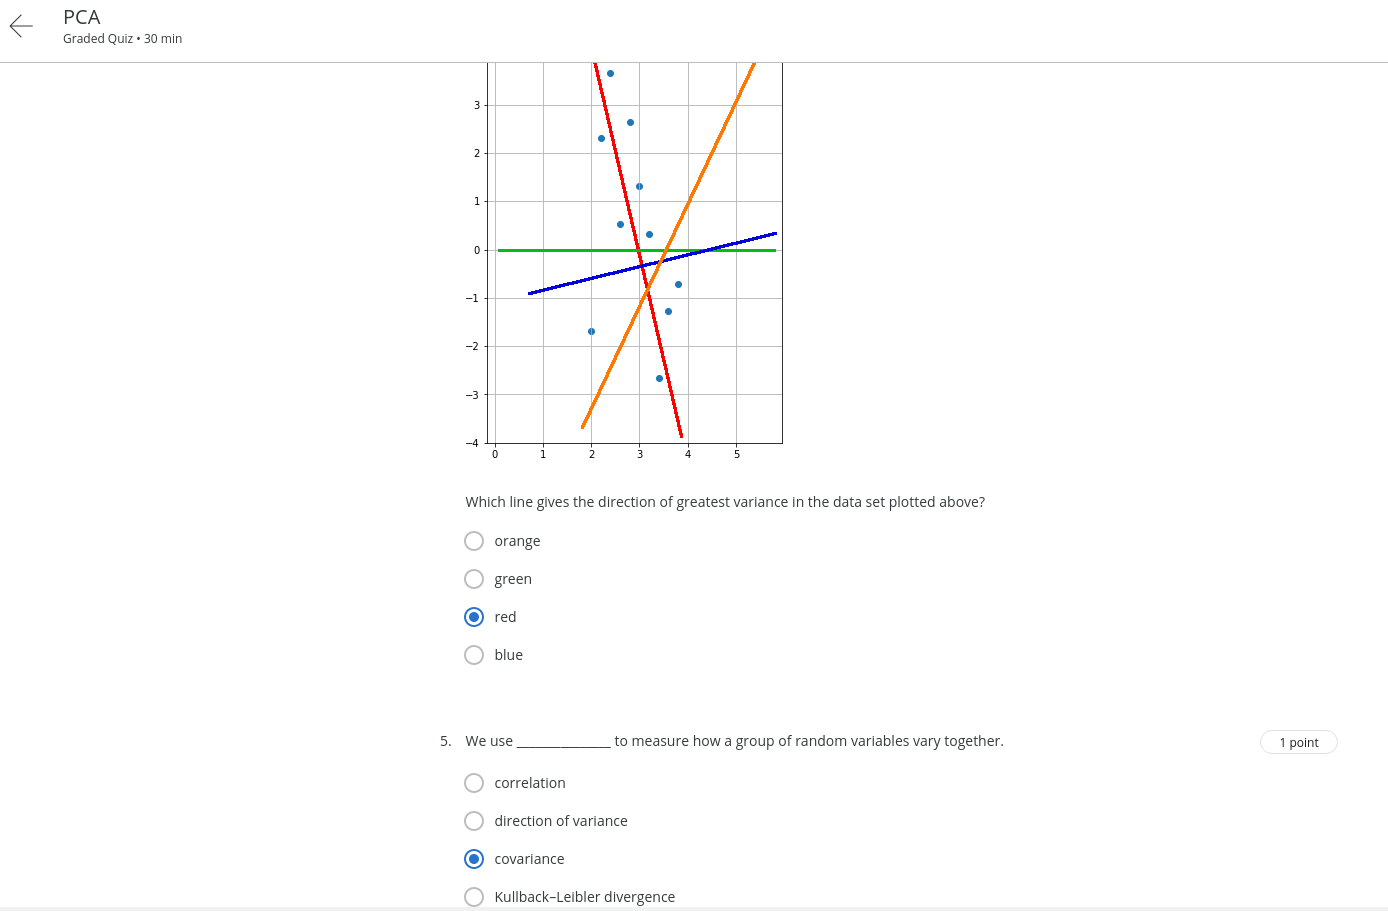 PCA
Graded Quiz • 30 min
3
2
1
0
−1
−2
−3
−4
0 1 2 3 4 5
Which line gives the direction of greatest variance in the data set plotted above?
orange
green
red
blue
5. We use _____________ to measure how a group of random variables vary together.
1 point
correlation
direction of variance
covariance
Kullback–Leibler divergence